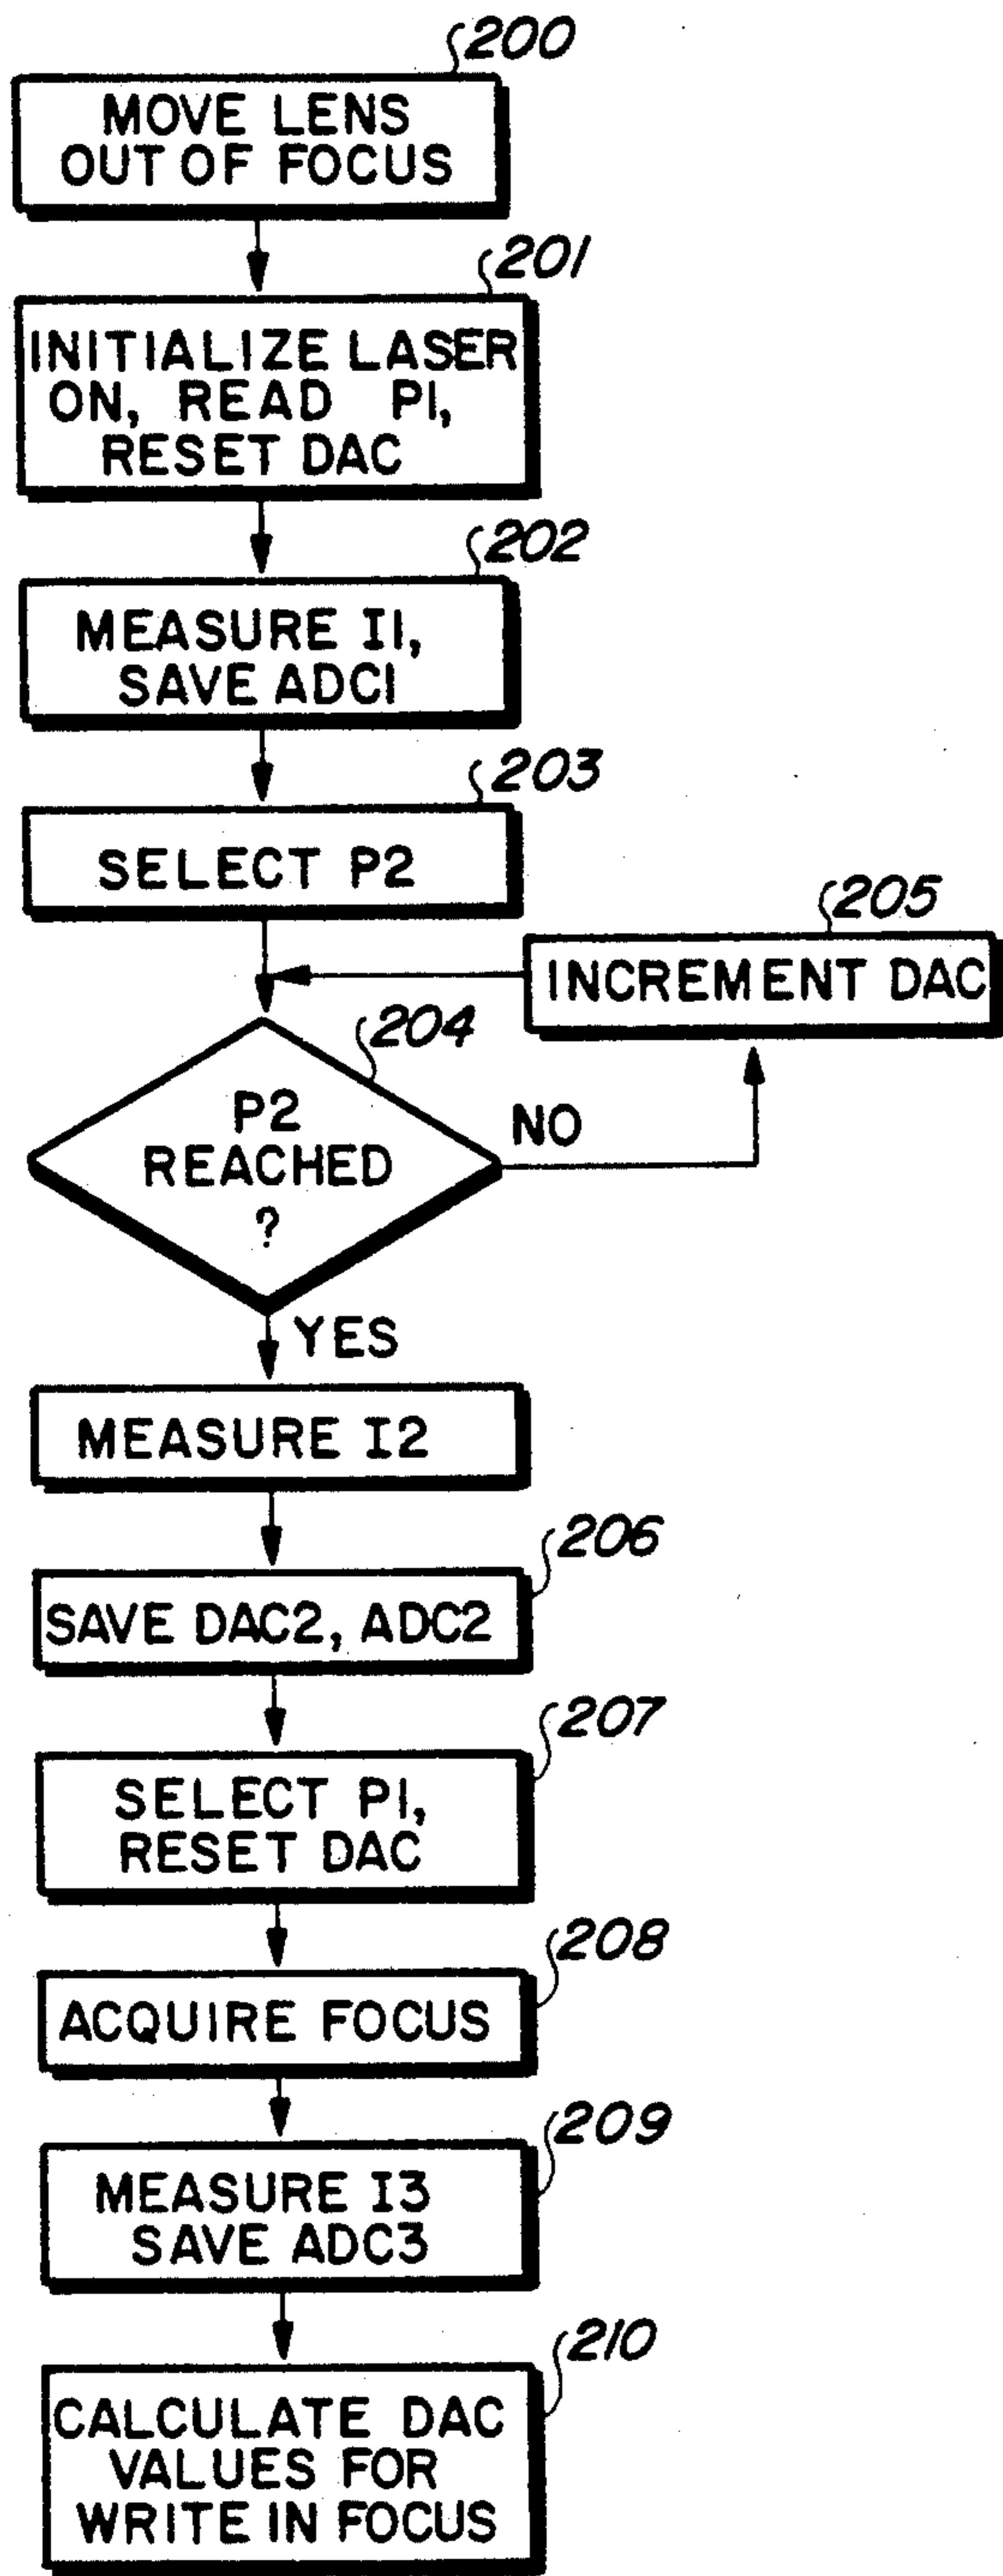 200
MOVE LENS
OUT OF FOCUS
201
INITIALIZE LASER
ON, READ P1,
RESET DAC
202
MEASURE I1,
SAVE ADC1
203
SELECT P2
205
INCREMENT DAC
204
P2
REACHED
?
NO
YES
MEASURE I2
206
SAVE DAC2, ADC2
207
SELECT P1,
RESET DAC
208
ACQUIRE FOCUS
209
MEASURE I3
SAVE ADC3
210
CALCULATE DAC
VALUES FOR
WRITE IN FOCUS